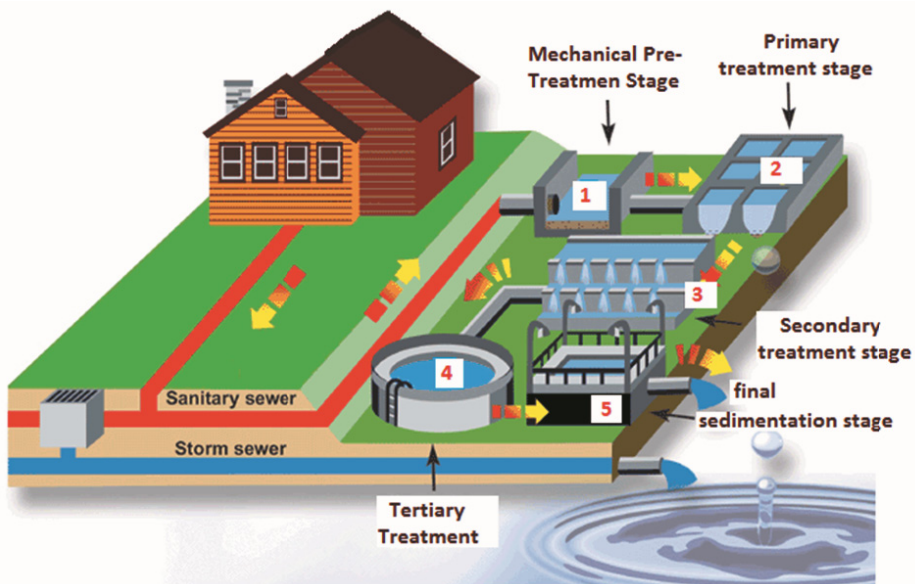 Mechanical Pre-
Treatmen Stage
Primary
treatment stage
1
2
3
Secondary
treatment stage
4
5
final
sedimentation stage
Sanitary sewer
Storm sewer
Tertiary
Treatment